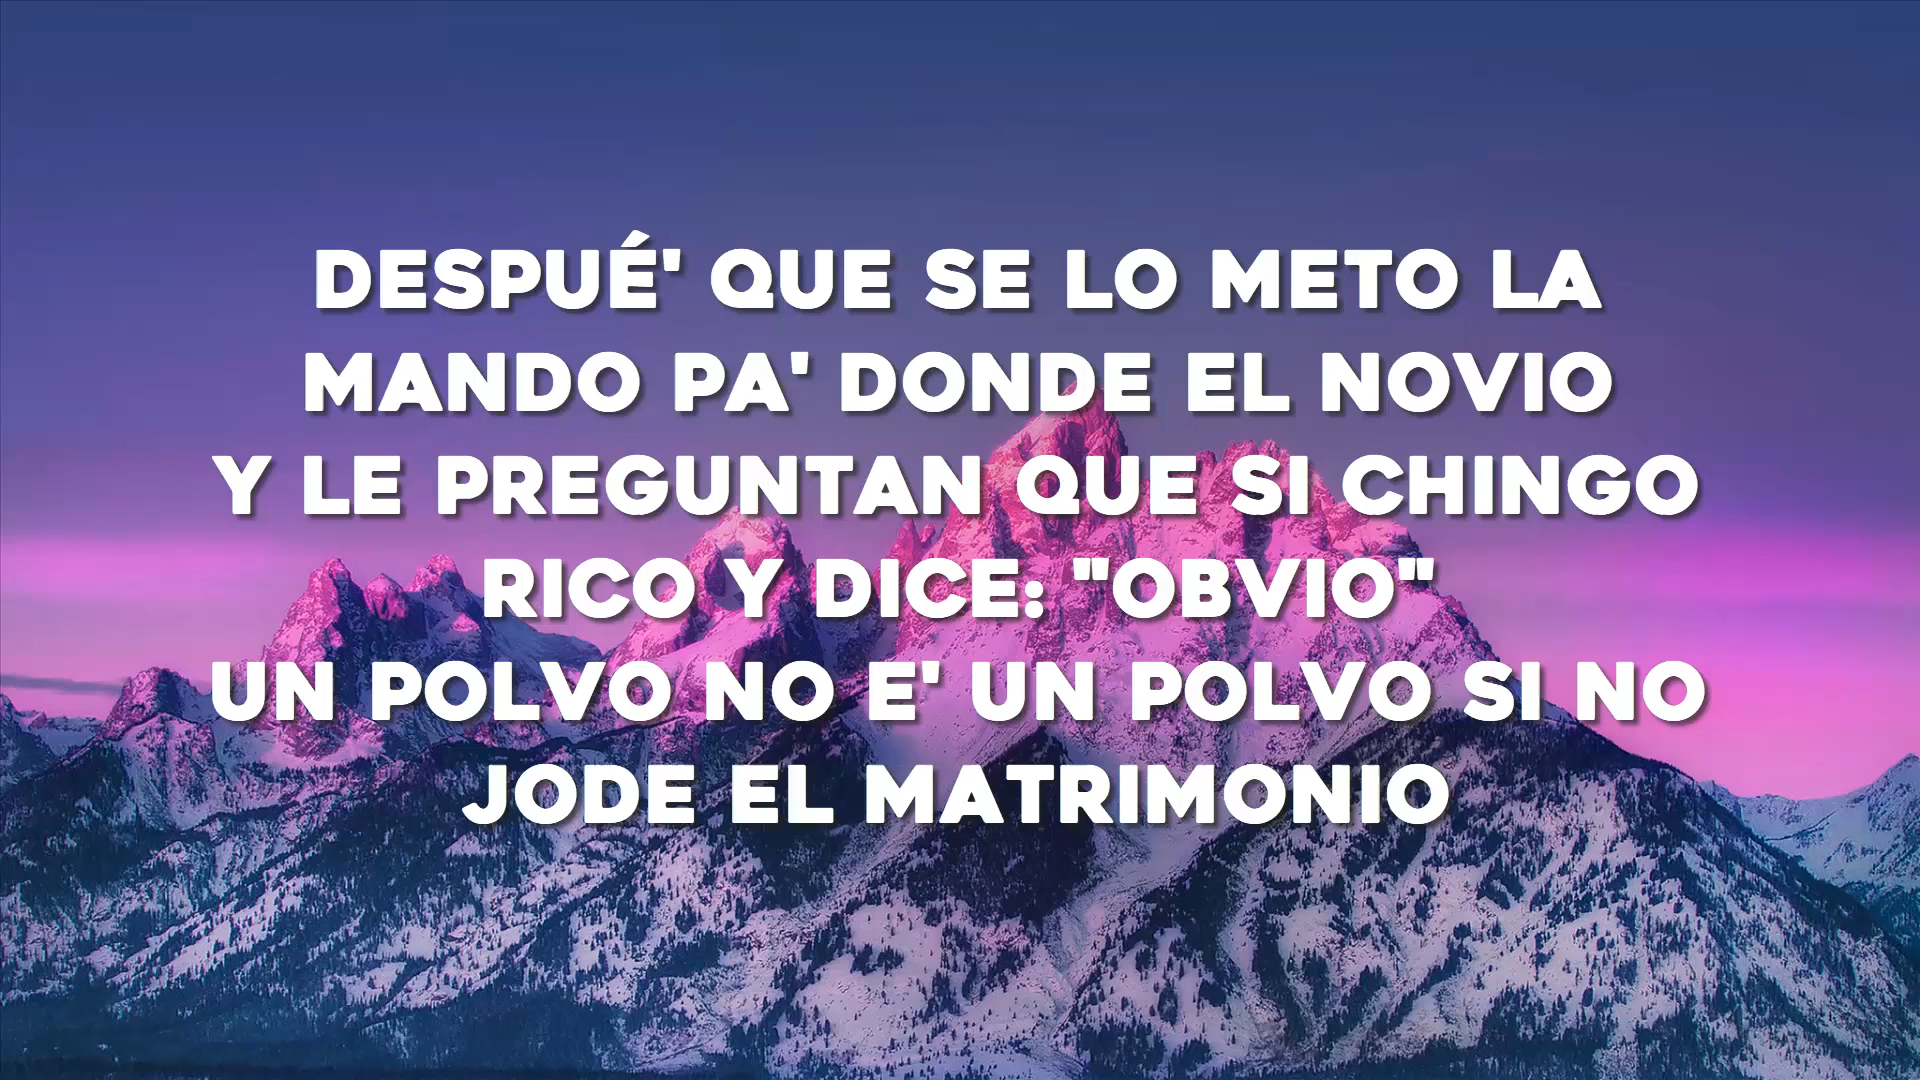 DESPUÉ' QUE SE LO METO LA
MANDO PA' DONDE EL NOVIO
Y LE PREGUNTAN QUE SI CHINGO
RICO Y DICE: "OBVIO"
UN POLVO NO E' UN POLVO SI NO
JODE EL MATRIMONIO